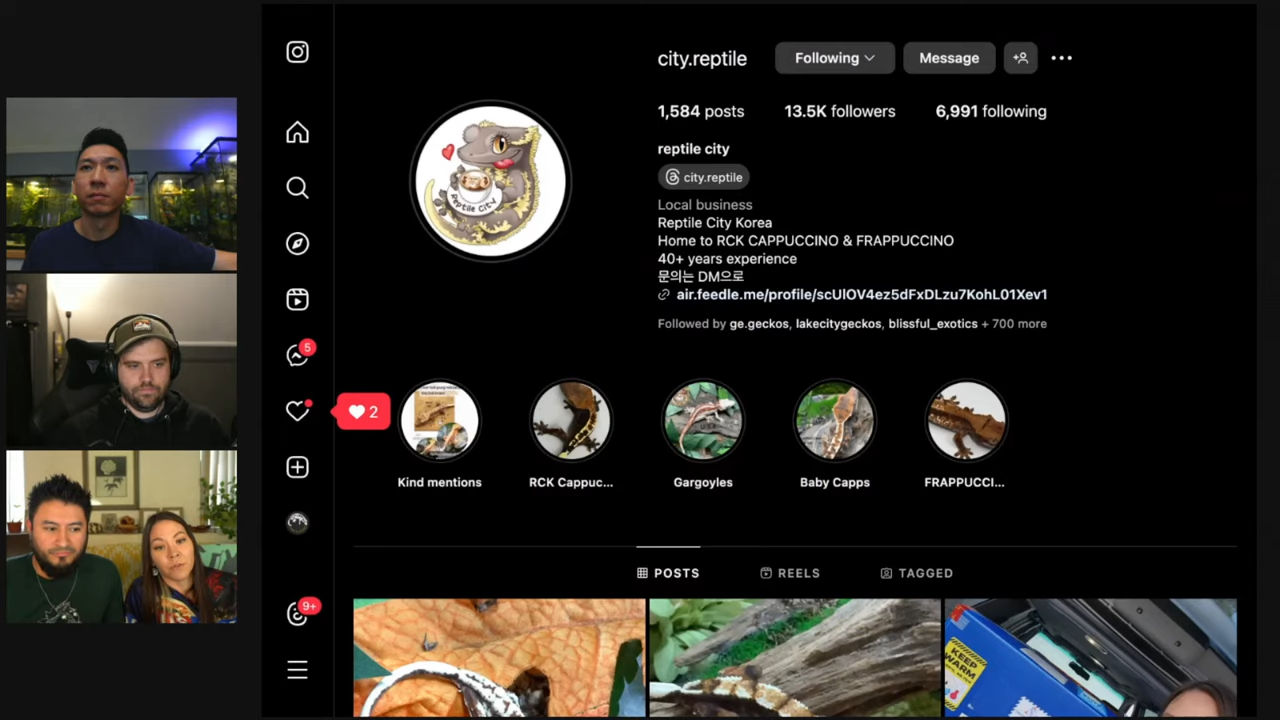 city.reptile
Following
Message
1,584 posts
13.5K followers
6,991 following
reptile city
city.reptile
Local business
Reptile City Korea
Home to RCK CAPPUCCINO & FRAPPUCCINO
40+ years experience
문의는 DM으로
air.feedle.me/profile/scUlOV4ez5dFxDLzu7KohL01Xev1
Followed by ge.geckos, lakecitygeckos, blissful_exotics + 700 more
Reptile City
5
2
9+
Kind mentions
RCK Cappuc...
Gargoyles
Baby Capps
FRAPPUCCI...
POSTS
REELS
TAGGED
KEEP
WARM